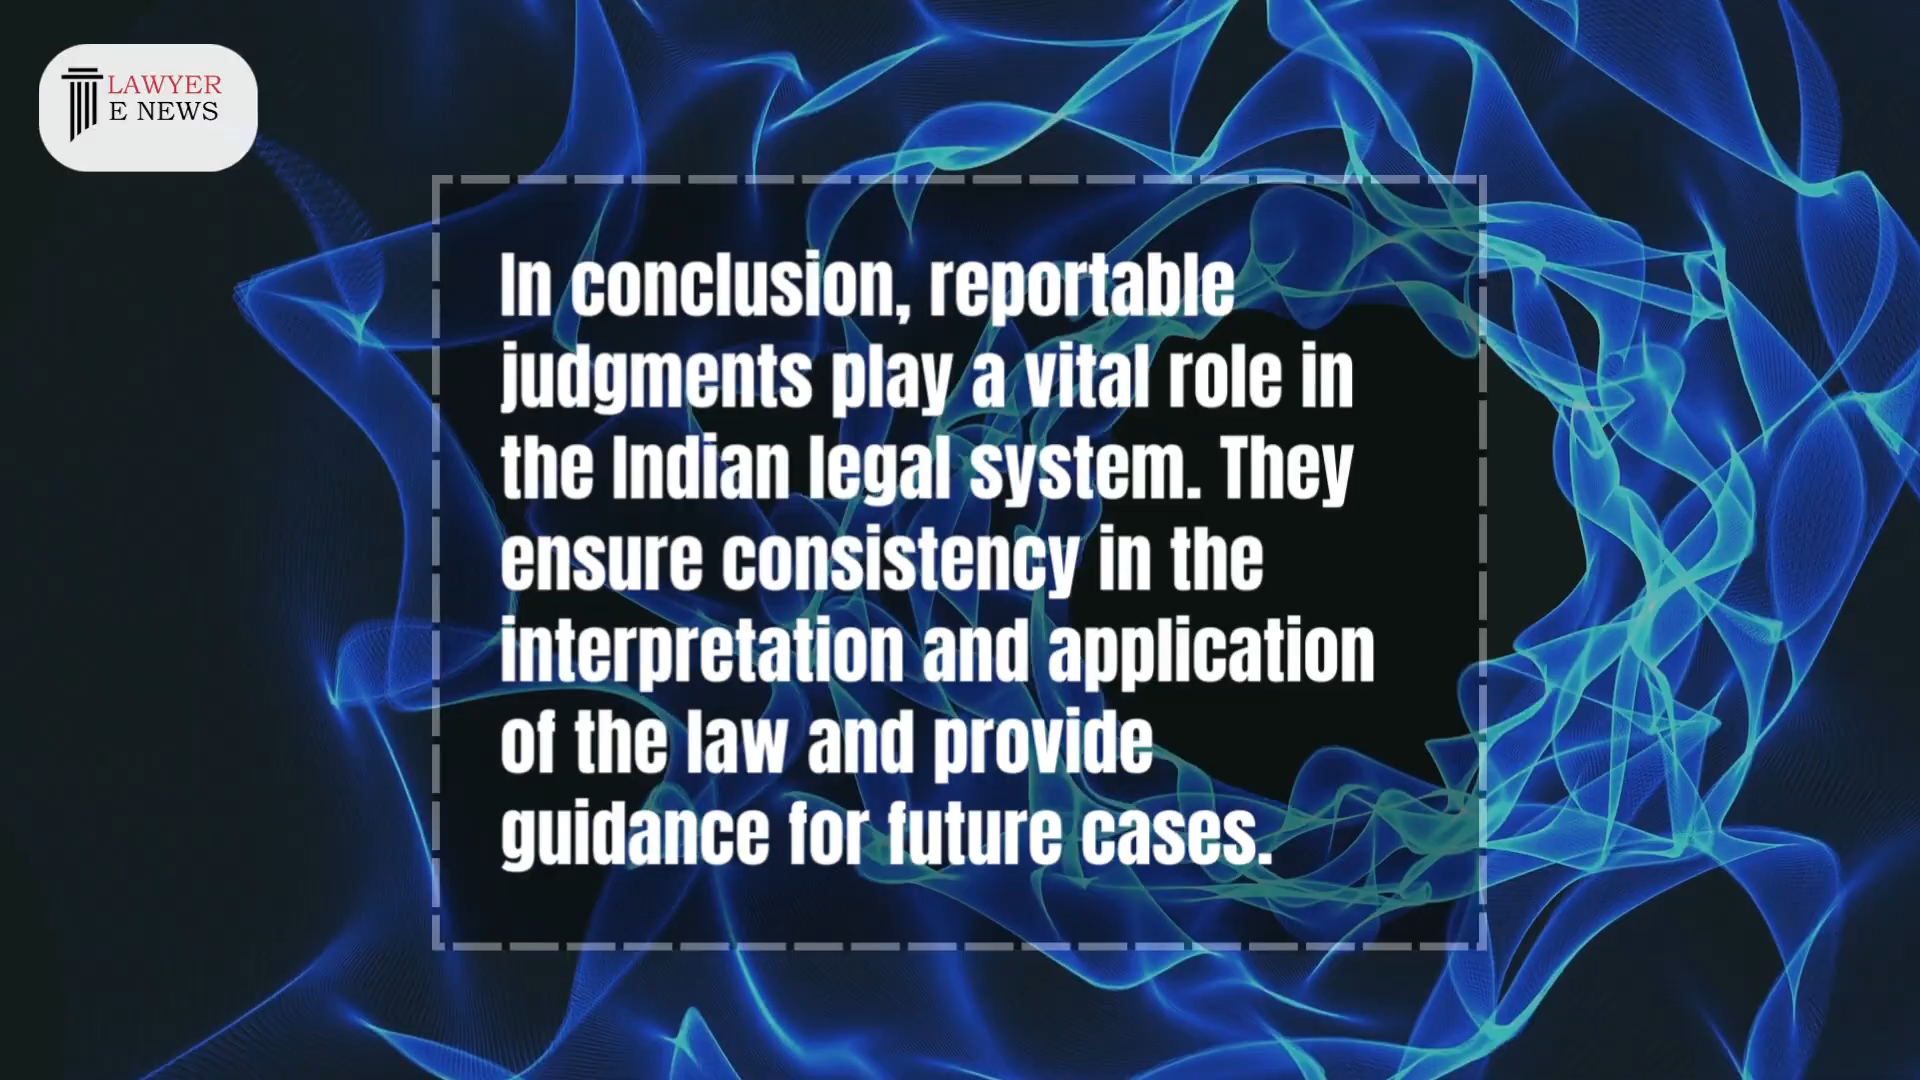 LAWYER
E NEWS
In conclusion, reportable
judgments play a vital role in
the Indian legal system. They
ensure consistency in the
interpretation and application
of the law and provide
guidance for future cases.